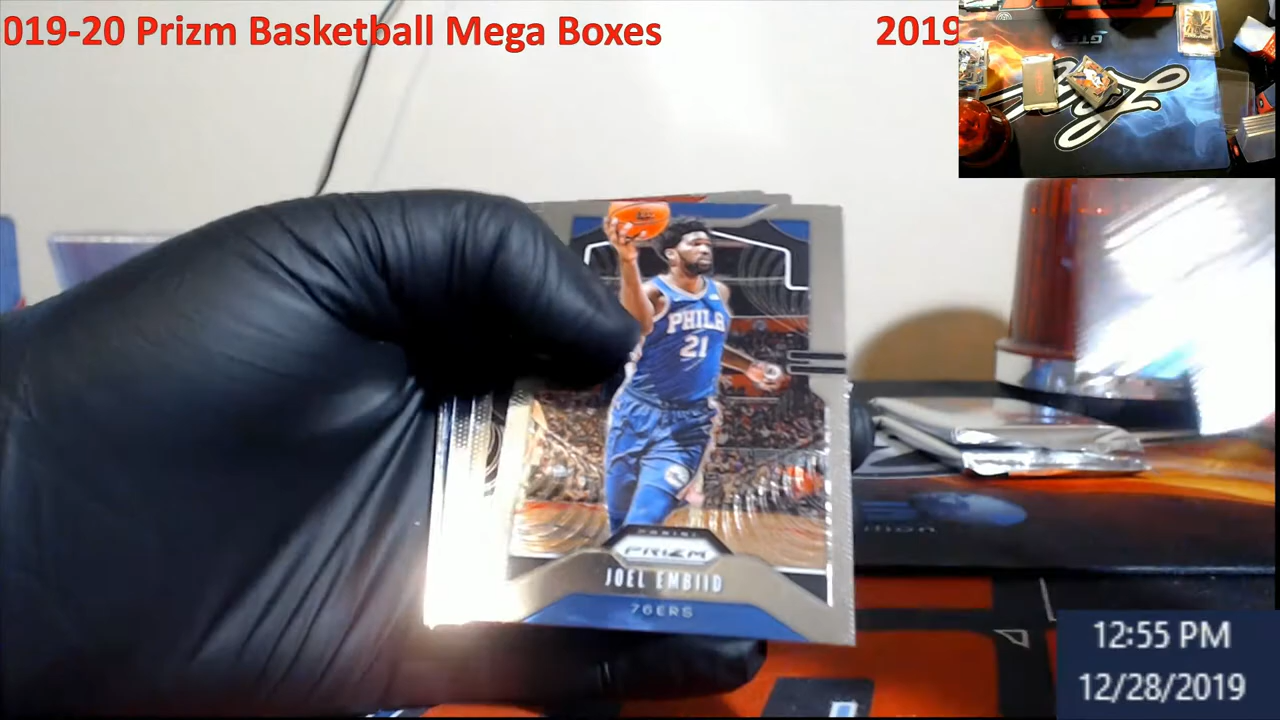 019-20 Prizm Basketball Mega Boxes
2019
PHILA
21
PANINI
PRIZM
JOEL EMBIID
76ERS
12:55 PM
12/28/2019